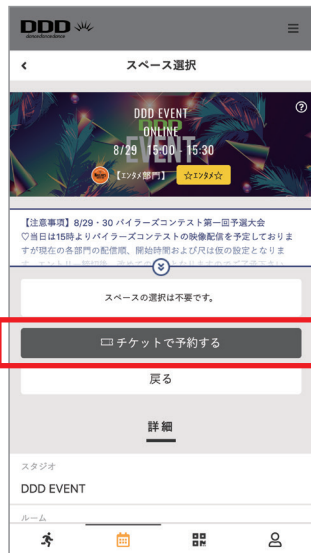 DDD
dance&exceedance
スペース選択
DDD EVENT
ONLINE
8/29 15:00 - 15:30
EVENT
【エンタメ部門】 ☆エンタメ☆
【注意事項】8/29・30 バイラーズコンテスト第一回予選大会
♡当日は15時よりバイラーズコンテストの映像配信を予定しておりま
すが現在の各部門の配信順、開始時間および尺は仮の設定となりま
スペースの選択は不要です。
チケットで予約する
戻る
詳細
スタジオ
DDD EVENT
ルーム